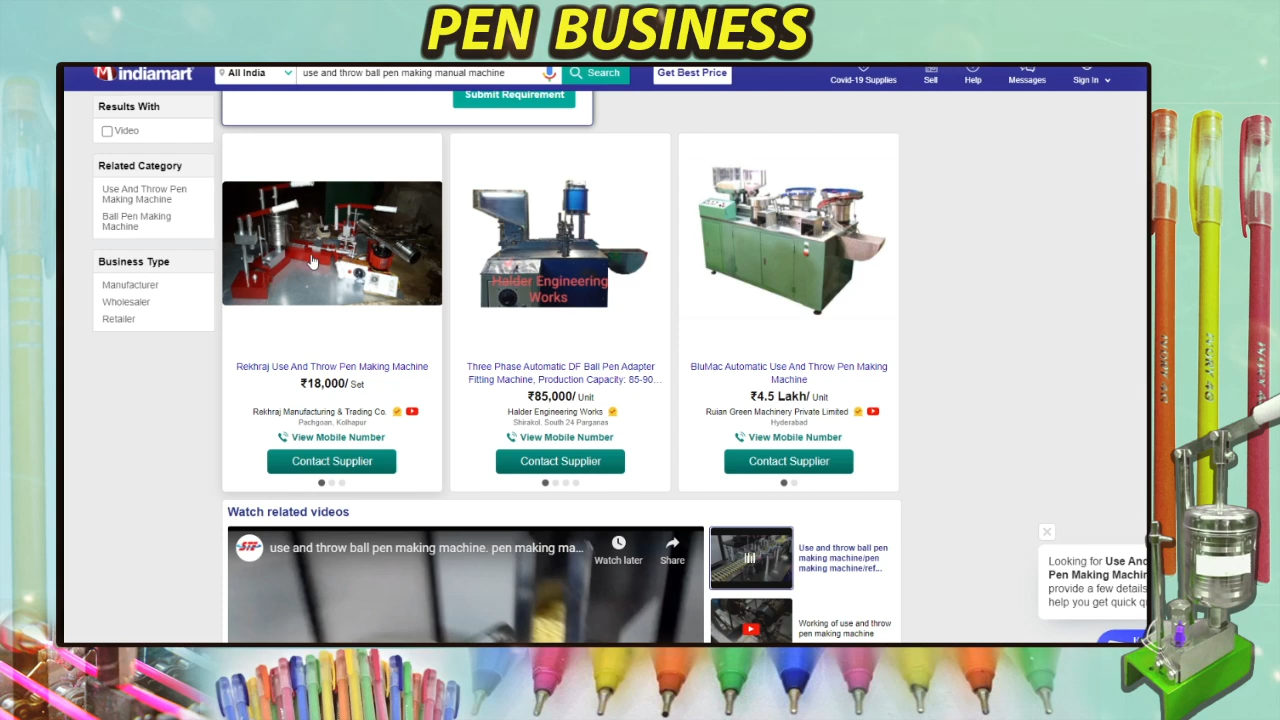 PEN BUSINESS
indiamart
All India
use and throw ball pen making manual machine
Search
Get Best Price
Covid-19 Supplies
Sell
Help
Messages
Sign In
Submit Requirement
Results With
Video
Related Category
Use And Throw Pen
Making Machine
Ball Pen Making
Machine
Business Type
Manufacturer
Wholesaler
Retailer
Halder Engineering
Works
Rekhraj Use And Throw Pen Making Machine
₹18,000/ Set
Rekhraj Manufacturing & Trading Co.
Pachgoan, Kolhapur
View Mobile Number
Contact Supplier
Three Phase Automatic DF Ball Pen Adapter
Fitting Machine, Production Capacity: 85-90...
₹85,000/ Unit
Halder Engineering Works
Shirakol, South 24 Parganas
View Mobile Number
Contact Supplier
BluMac Automatic Use And Throw Pen Making
Machine
₹4.5 Lakh/ Unit
Ruian Green Machinery Private Limited
Hyderabad
View Mobile Number
Contact Supplier
Watch related videos
use and throw ball pen making machine. pen making ma...
Watch later
Share
Use and throw ball pen
making machine/pen
making machine/ref...
Working of use and throw
pen making machine
Looking for Use And
Pen Making Machin
provide a few details
help you get quick q